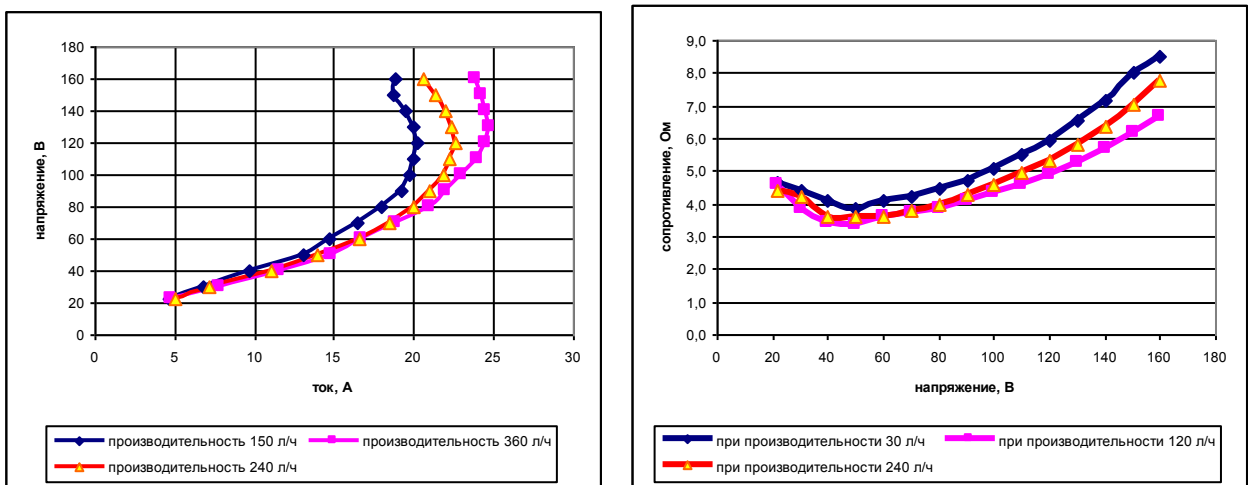 180
160
140
120
100
80
60
40
20
0
напряжение, В
0 5 10 15 20 25 30
ток, А
производительность 150 л/ч
производительность 360 л/ч
производительность 240 л/ч
9,0
8,0
7,0
6,0
5,0
4,0
3,0
2,0
1,0
0,0
сопротивление, Ом
0 20 40 60 80 100 120 140 160 180
напряжение, В
при производительности 30 л/ч
при производительности 120 л/ч
при производительности 240 л/ч